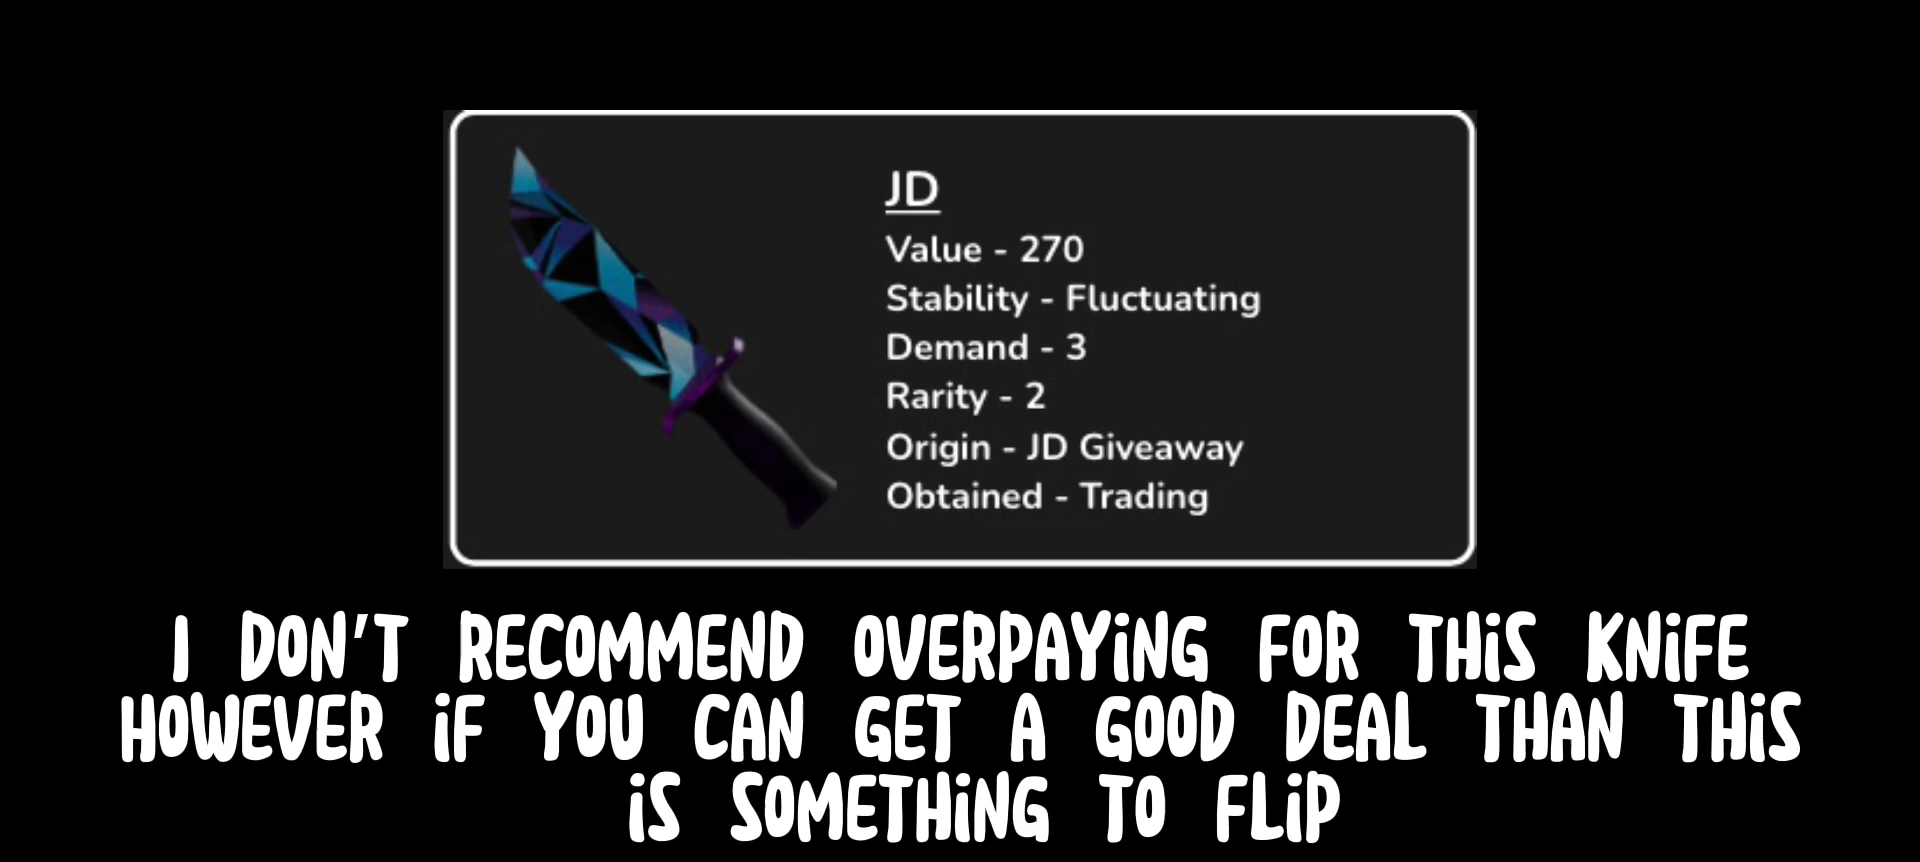 JD
Value - 270
Stability - Fluctuating
Demand - 3
Rarity - 2
Origin - JD Giveaway
Obtained - Trading
I DON'T RECOMMEND OVERPAYiNG FOR THiS KNiFE
HOWEVER iF YOU CAN GET A GOOD DEAL THAN THiS
iS SOMETHiNG TO FLiP